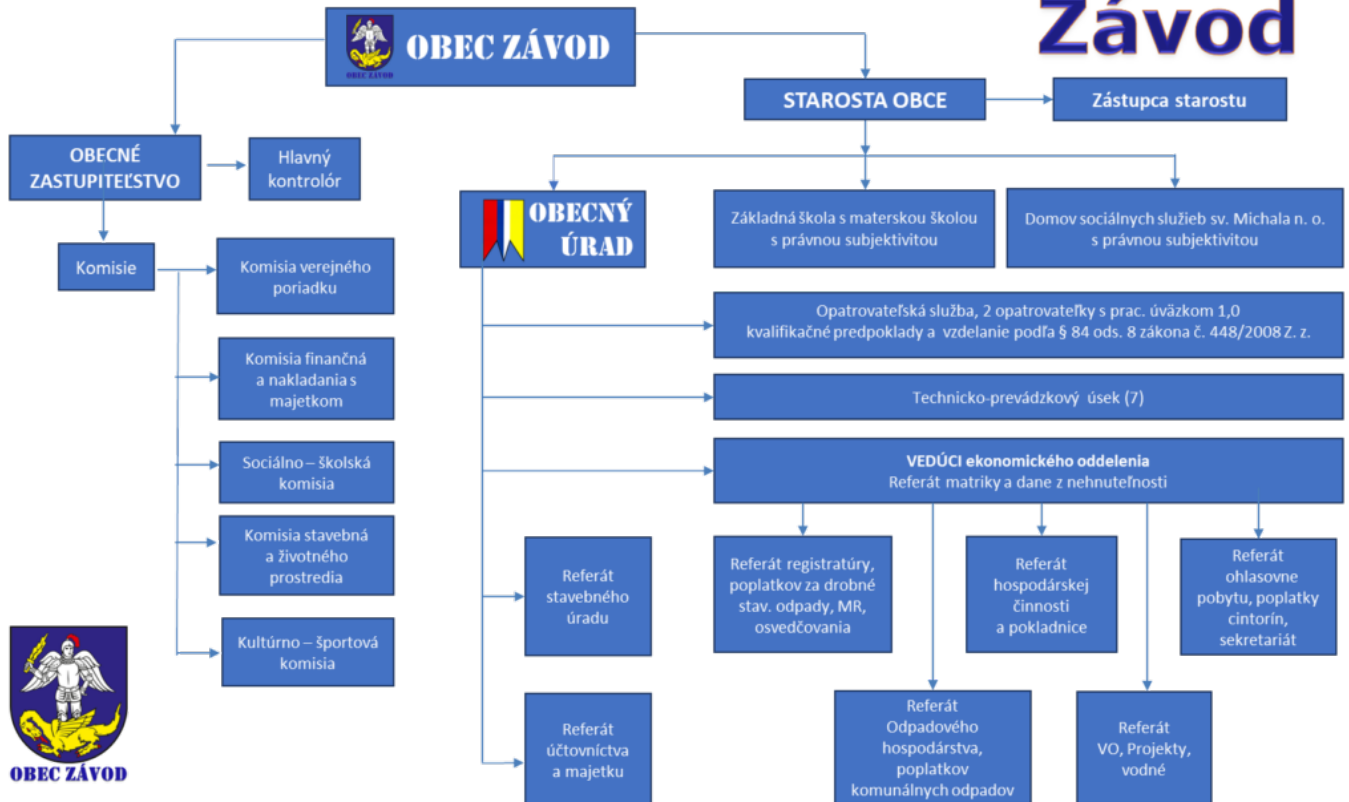 Závod
OBEC ZÁVOD
OBEC ZÁVOD
STAROSTA OBCE
Zástupca starostu
OBECNÉ
ZASTUPITEĽSTVO
Hlavný
kontrolór
Komisie
Komisia verejného
poriadku
Komisia finančná
a nakladania s
majetkom
Sociálno – školská
komisia
Komisia stavebná
a životného
prostredia
Kultúrno – športová
komisia
OBECNÝ
ÚRAD
Základná škola s materskou školou
s právnou subjektivitou
Domov sociálnych služieb sv. Michala n. o.
s právnou subjektivitou
Opatrovateľská služba, 2 opatrovateľky s prac. úväzkom 1,0
kvalifikačné predpoklady a vzdelanie podľa § 84 ods. 8 zákona č. 448/2008 Z. z.
Technicko-prevádzkový úsek (7)
VEDÚCI ekonomického oddelenia
Referát matriky a dane z nehnuteľnosti
Referát
stavebného
úradu
Referát
účtovníctva
a majetku
Referát registratúry,
poplatkov za drobné
stav. odpady, MR,
osvedčovania
Referát
hospodárskej
činnosti
a pokladnice
Referát
ohlasovne
pobytu, poplatky
cintorín,
sekretariát
Referát
Odpadového
hospodárstva,
poplatkov
komunálnych odpadov
Referát
VO, Projekty,
vodné
OBEC ZÁVOD